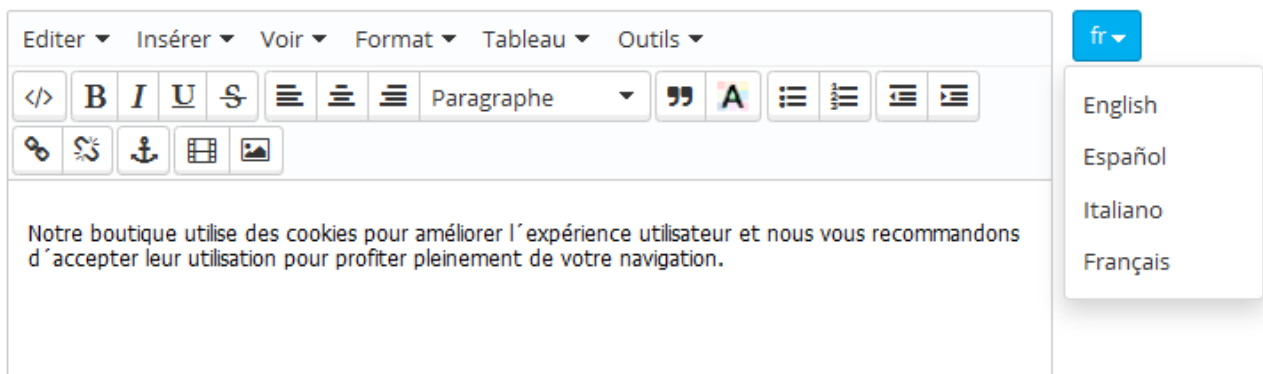 Editer Insérer Voir Format Tableau Outils
fr
B I U S Paragraphe A
English
Español
Italiano
Français
Notre boutique utilise des cookies pour améliorer l´expérience utilisateur et nous vous recommandons
d´accepter leur utilisation pour profiter pleinement de votre navigation.